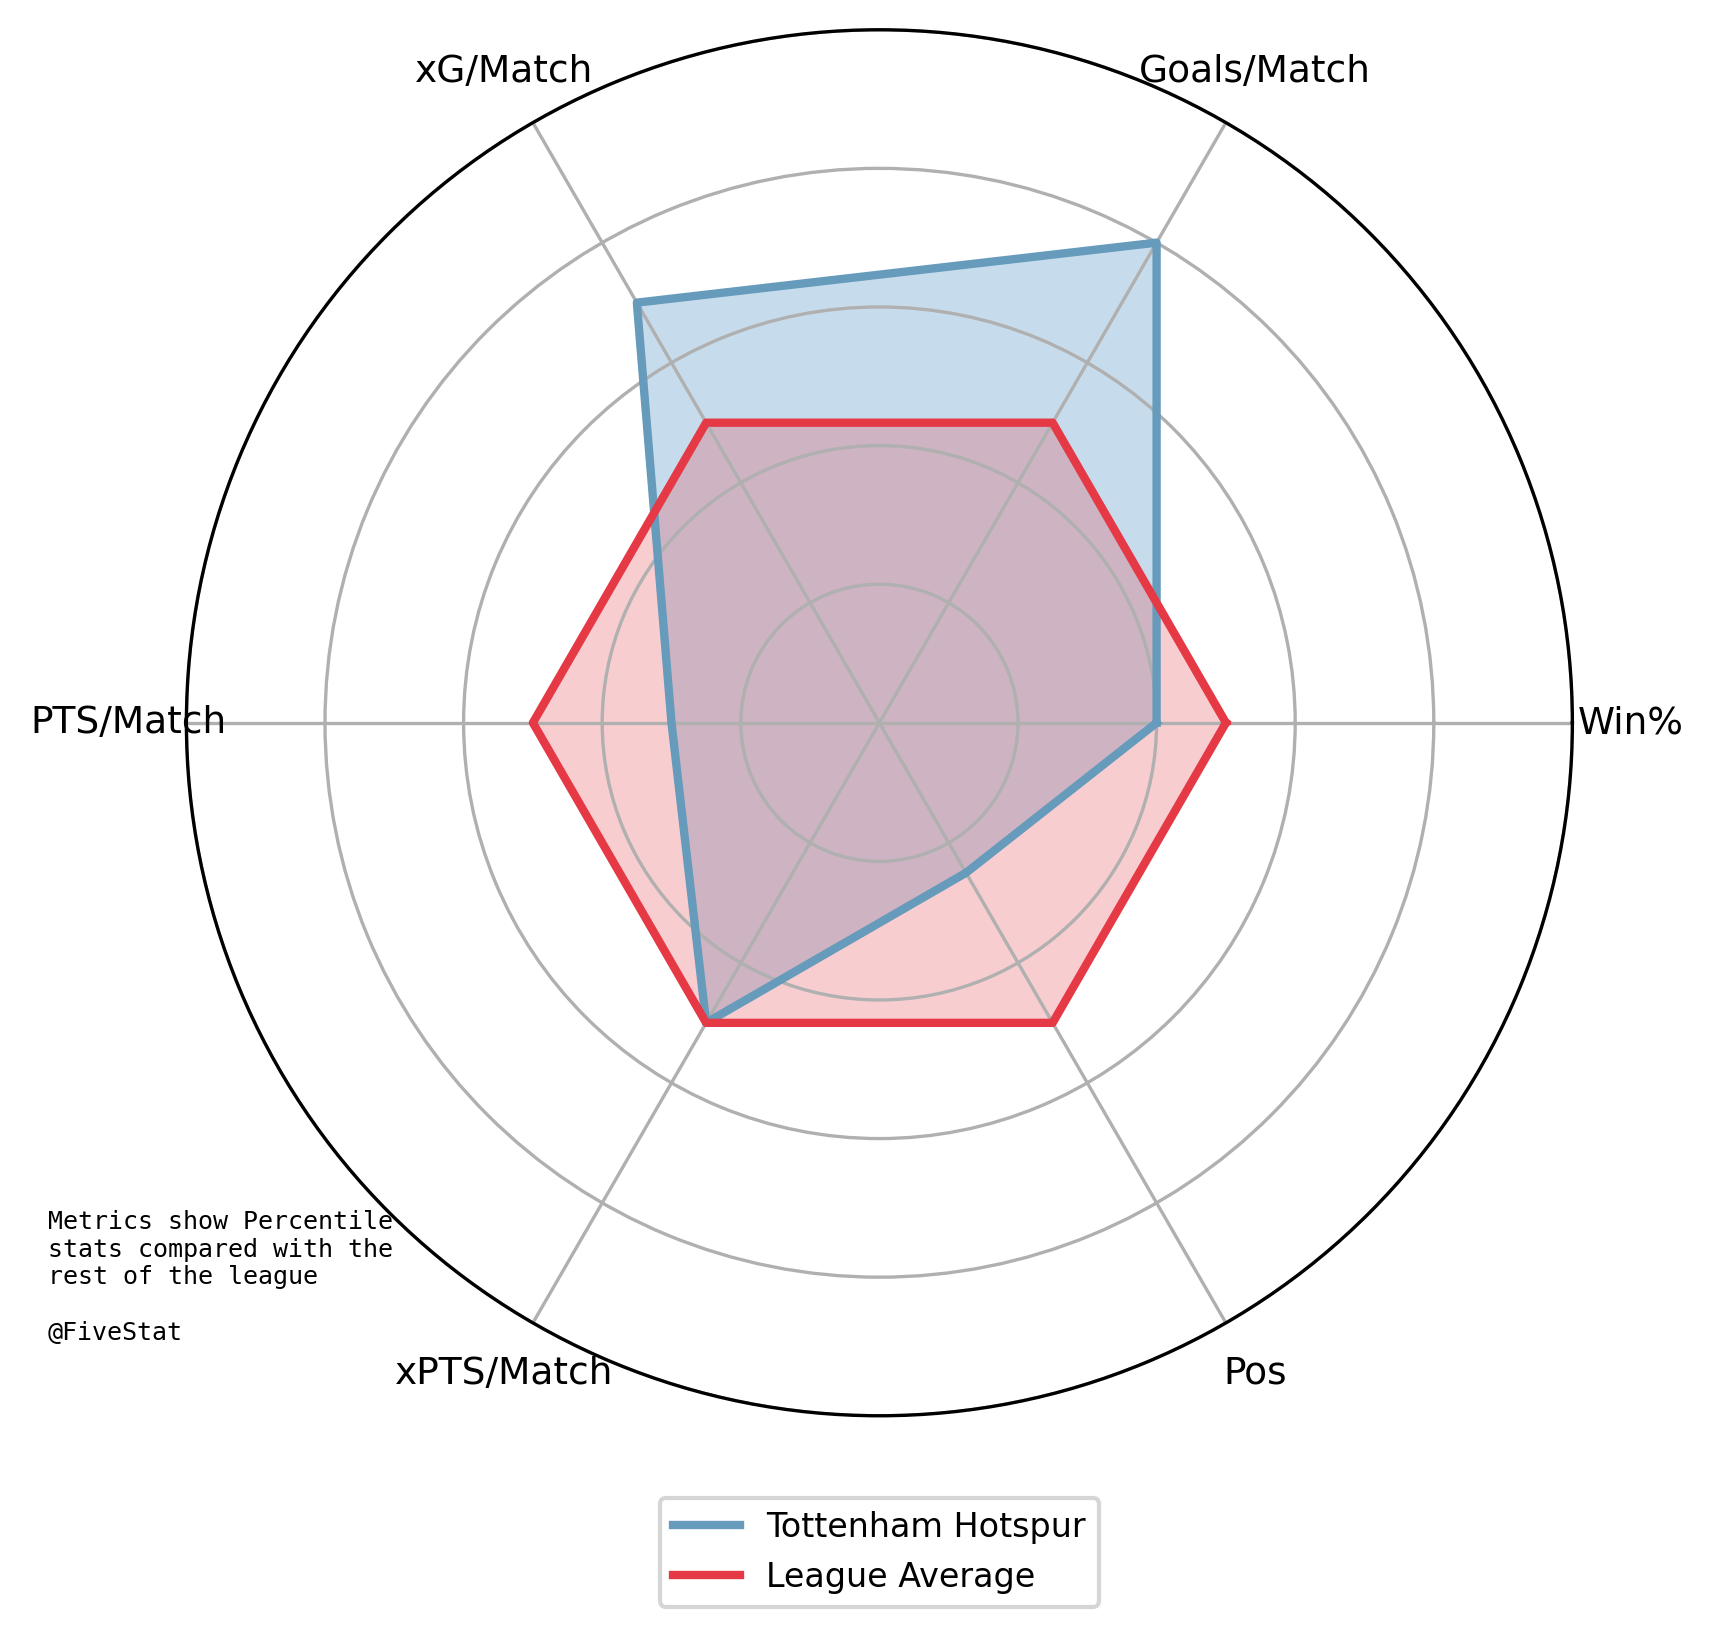 xG/Match
Goals/Match
PTS/Match
Win%
Metrics show Percentile
stats compared with the
rest of the league
@FiveStat
xPTS/Match
Pos
Tottenham Hotspur
League Average